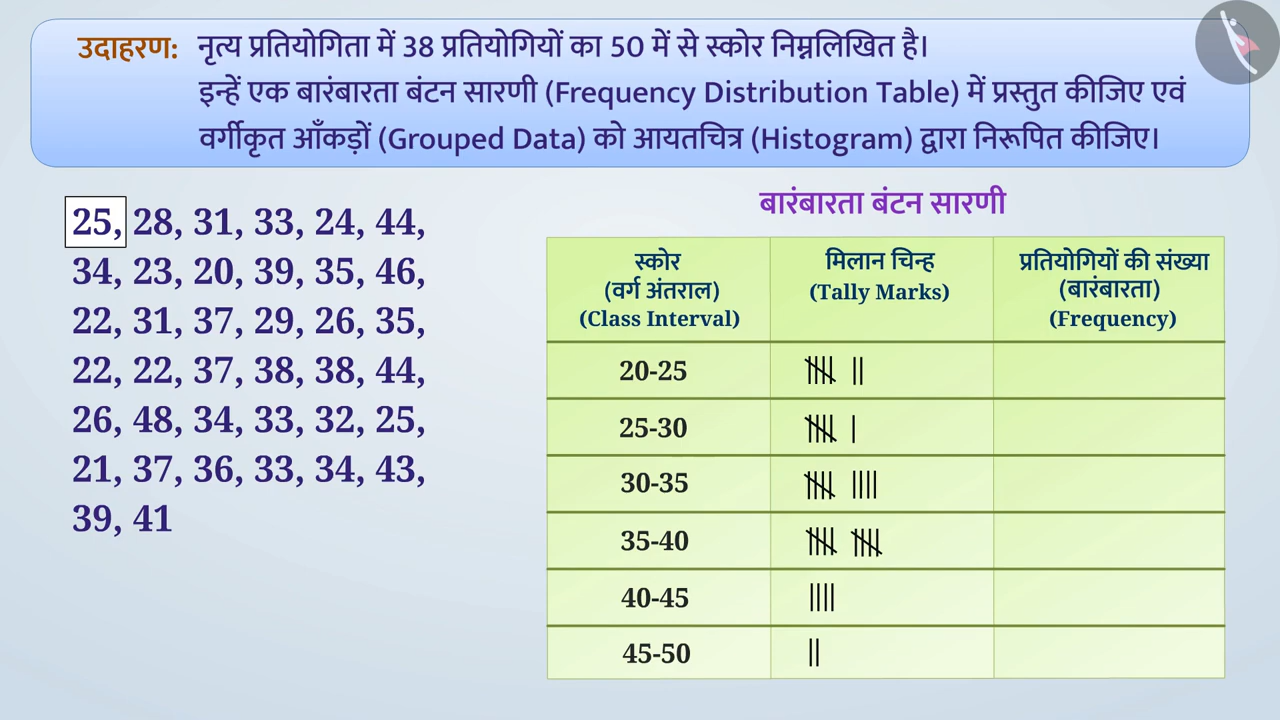 उदाहरण: नृत्य प्रतियोगिता में 38 प्रतियोगियों का 50 में से स्कोर निम्नलिखित है।
इन्हें एक बारंबारता बंटन सारणी (Frequency Distribution Table) में प्रस्तुत कीजिए एवं
वर्गीकृत आँकड़ों (Grouped Data) को आयतचित्र (Histogram) द्वारा निरूपित कीजिए।
25, 28, 31, 33, 24, 44,
34, 23, 20, 39, 35, 46,
22, 31, 37, 29, 26, 35,
22, 22, 37, 38, 38, 44,
26, 48, 34, 33, 32, 25,
21, 37, 36, 33, 34, 43,
39, 41
बारंबारता बंटन सारणी
स्कोर
(वर्ग अंतराल)
(Class Interval)
मिलान चिन्ह
(Tally Marks)
प्रतियोगियों की संख्या
(बारंबारता)
(Frequency)
20-25
25-30
30-35
35-40
40-45
45-50